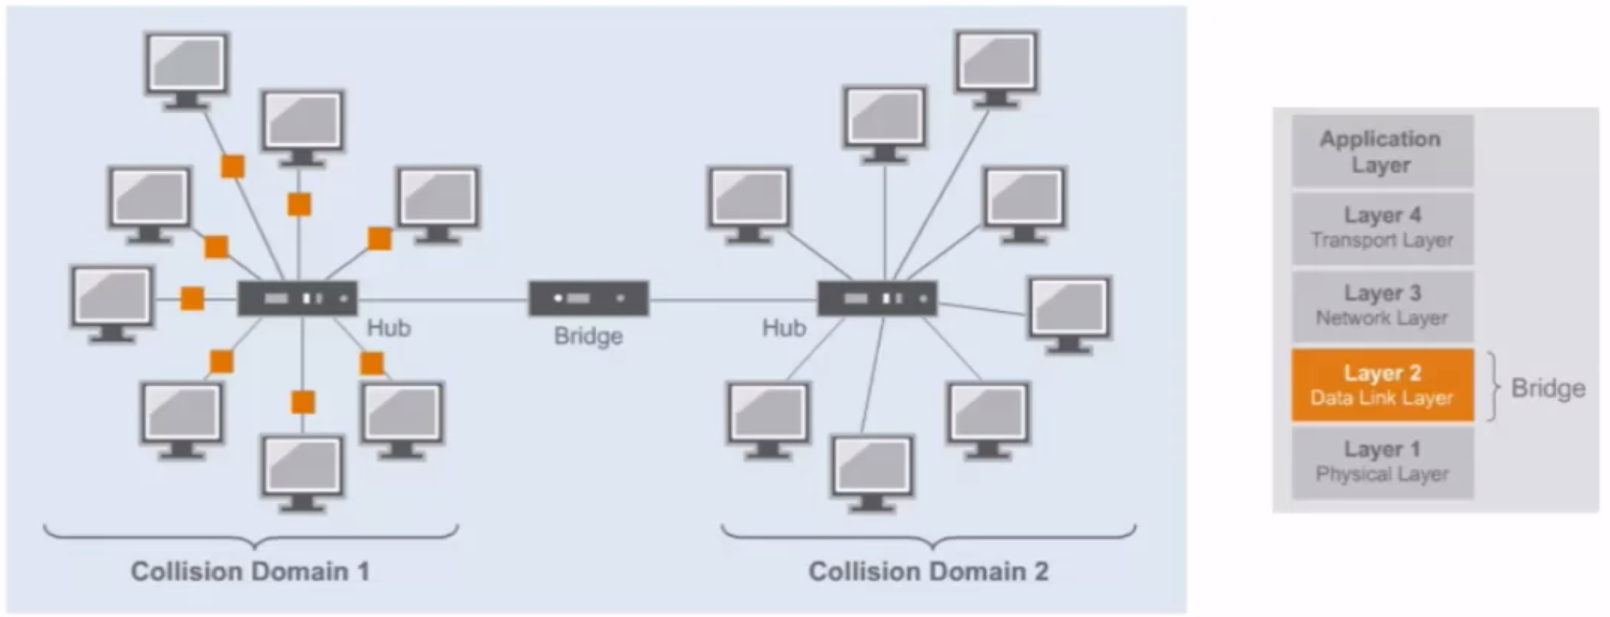 Hub
Bridge
Hub
Collision Domain 1
Collision Domain 2
Application
Layer
Layer 4
Transport Layer
Layer 3
Network Layer
Layer 2
Data Link Layer
Bridge
Layer 1
Physical Layer